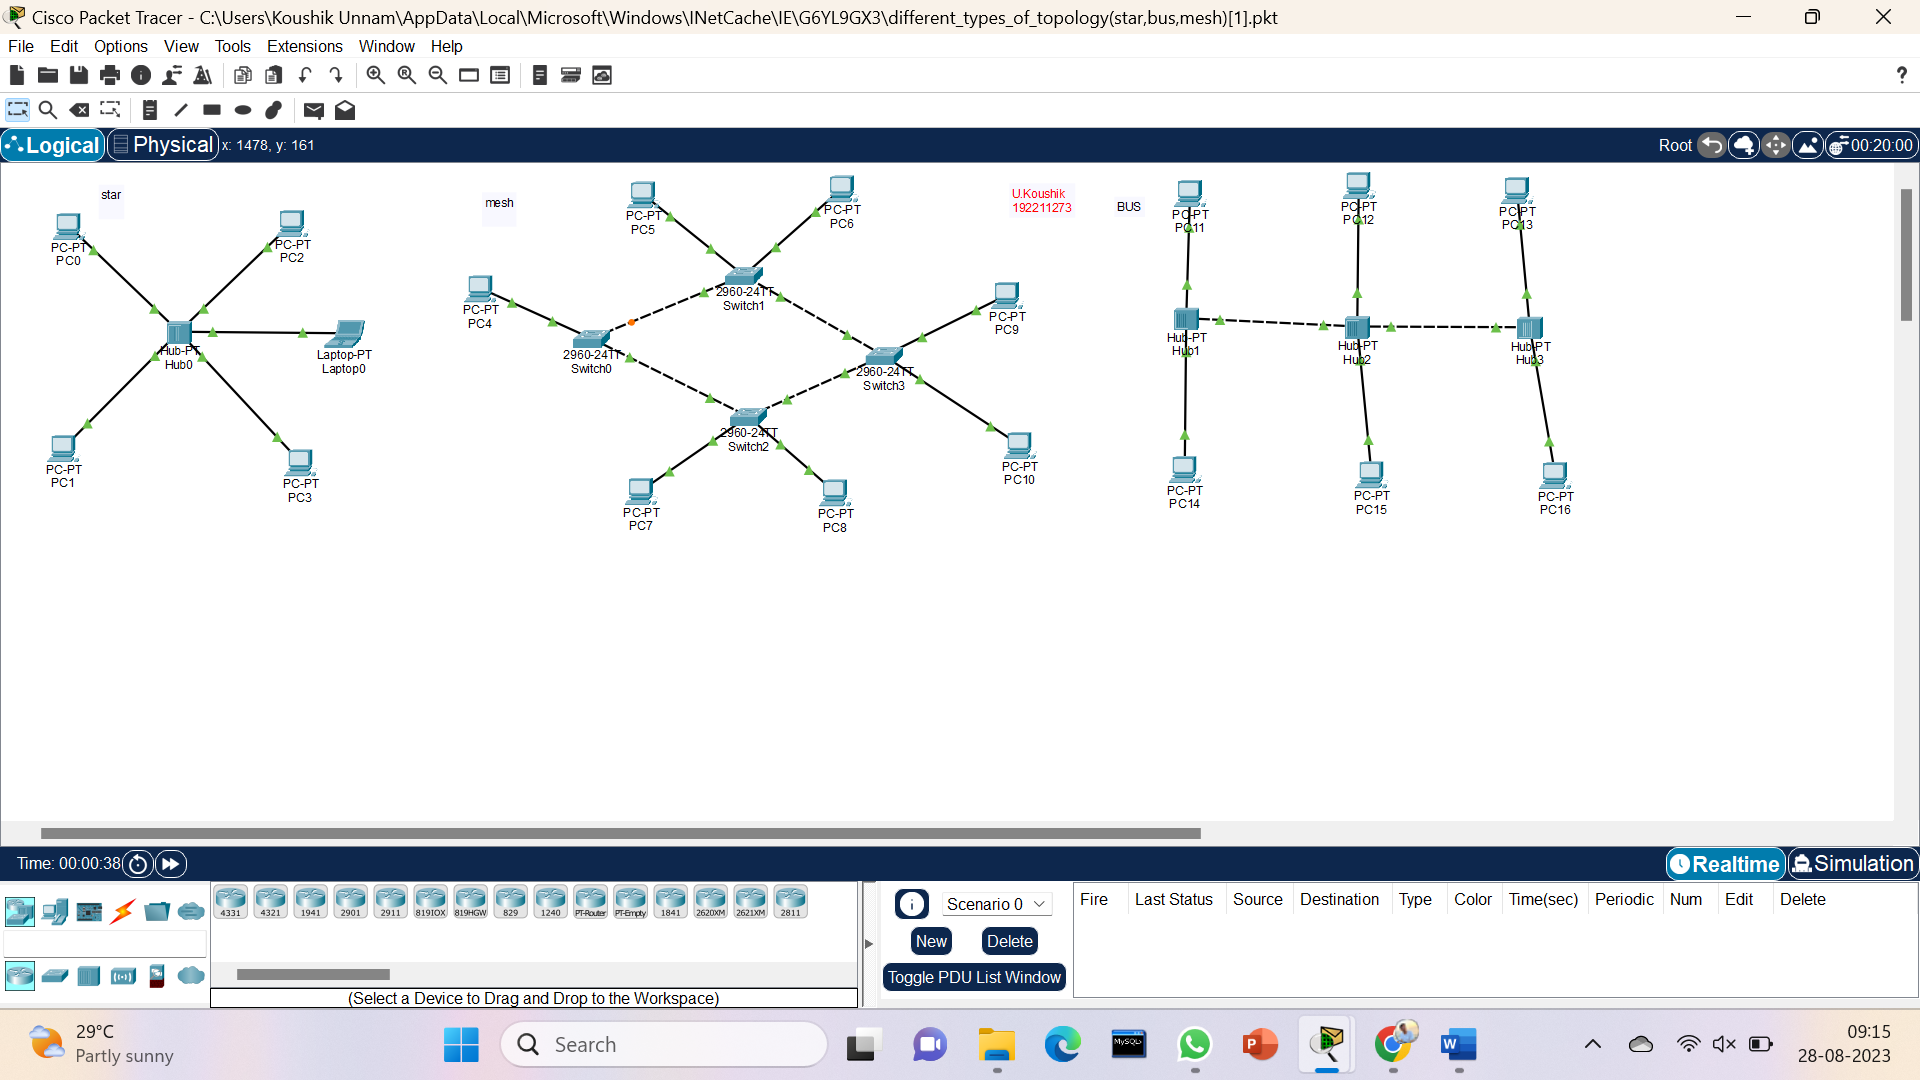 Cisco Packet Tracer - C:\Users\Koushik Unnam\AppData\Local\Microsoft\Windows\INetCache\IE\G6YL9GX3\different_types_of_topology(star,bus,mesh)[1].pkt
File Edit Options View Tools Extensions Window Help
?
Logical Physical x: 1478, y: 161 Root 00:20:00
star
PC-PT
PC0
PC-PT
PC2
Hub-PT
Hub0
Laptop-PT
Laptop0
PC-PT
PC1
PC-PT
PC3
mesh
PC-PT
PC5
PC-PT
PC6
PC-PT
PC4
2960-24TT
Switch1
2960-24TT
Switch0
PC-PT
PC9
2960-24TT
Switch3
2960-24TT
Switch2
PC-PT
PC10
PC-PT
PC7
PC-PT
PC8
U.Koushik
192211273
BUS
PC-PT
PC11
PC-PT
PC12
PC-PT
PC13
Hub-PT
Hub1
Hub-PT
Hub2
Hub-PT
Hub3
PC-PT
PC14
PC-PT
PC15
PC-PT
PC16
Time: 00:00:38 Realtime Simulation
4331 4321 1941 2901 2911 819IOX 819HGW 829 1240 PT-Router PT-Empty 1841 2620XM 2621XM 2811
(Select a Device to Drag and Drop to the Workspace)
Scenario 0
New Delete
Toggle PDU List Window
Fire Last Status Source Destination Type Color Time(sec) Periodic Num Edit Delete
29°C
Partly sunny
Search
MySQL
P
W
09:15
28-08-2023